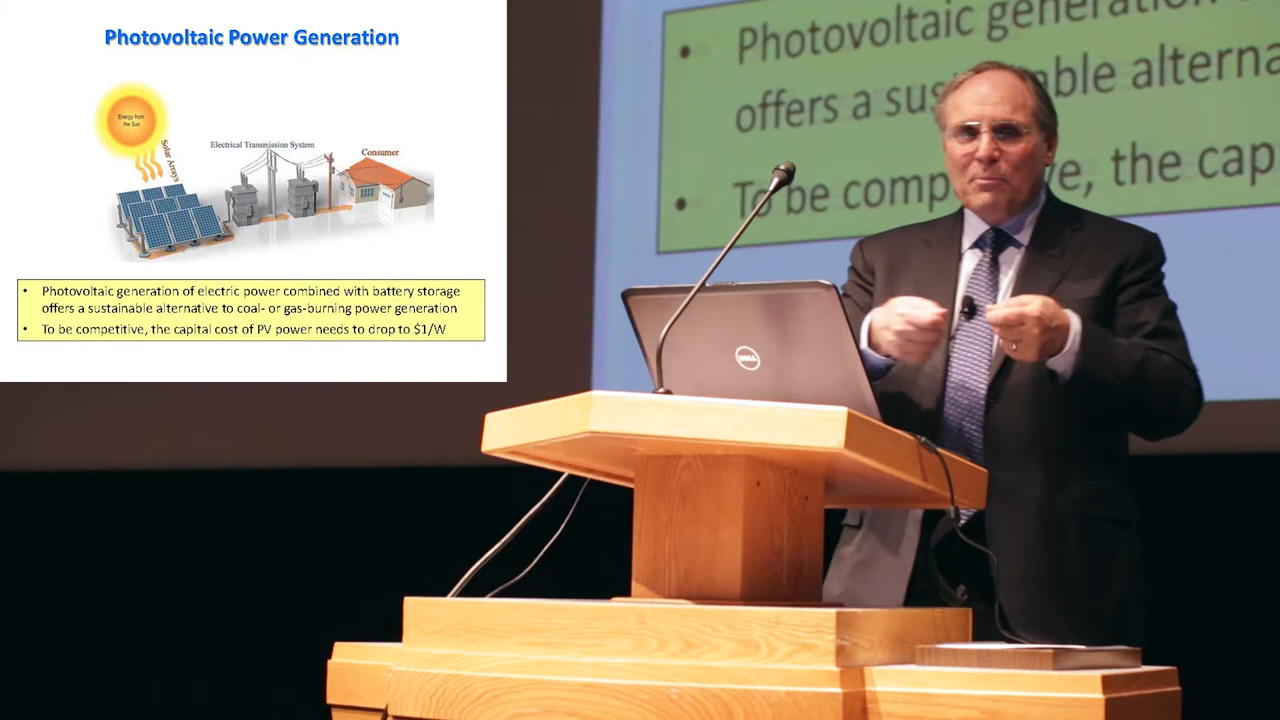 Photovoltaic Power Generation
Energy from
the Sun
Solar Arrays
Electrical Transmission System
Consumer
• Photovoltaic generation of electric power combined with battery storage
offers a sustainable alternative to coal- or gas-burning power generation
• To be competitive, the capital cost of PV power needs to drop to $1/W
• Photovoltaic generation
offers a sus able alterna
• To be comp ve, the cap
DELL